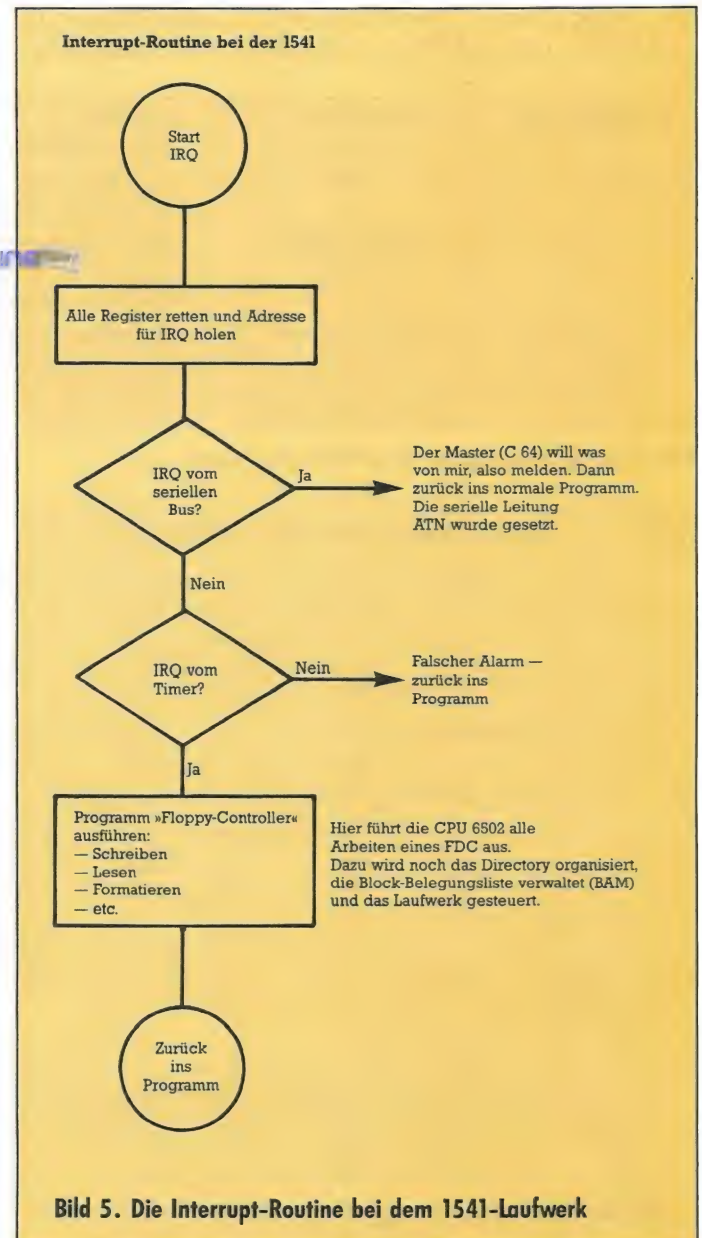 Interrupt-Routine bei der 1541
Start
IRQ
Alle Register retten und Adresse
für IRQ holen
IRQ vom
seriellen
Bus?
Ja
Der Master (C 64) will was
von mir, also melden. Dann
zurück ins normale Programm.
Die serielle Leitung
ATN wurde gesetzt.
Nein
IRQ vom
Timer?
Nein
Falscher Alarm —
zurück ins
Programm
Ja
Programm »Floppy-Controller«
ausführen:
— Schreiben
— Lesen
— Formatieren
— etc.
Hier führt die CPU 6502 alle
Arbeiten eines FDC aus.
Dazu wird noch das Directory organisiert,
die Block-Belegungsliste verwaltet (BAM)
und das Laufwerk gesteuert.
Zurück
ins
Programm
Bild 5. Die Interrupt-Routine bei dem 1541-Laufwerk